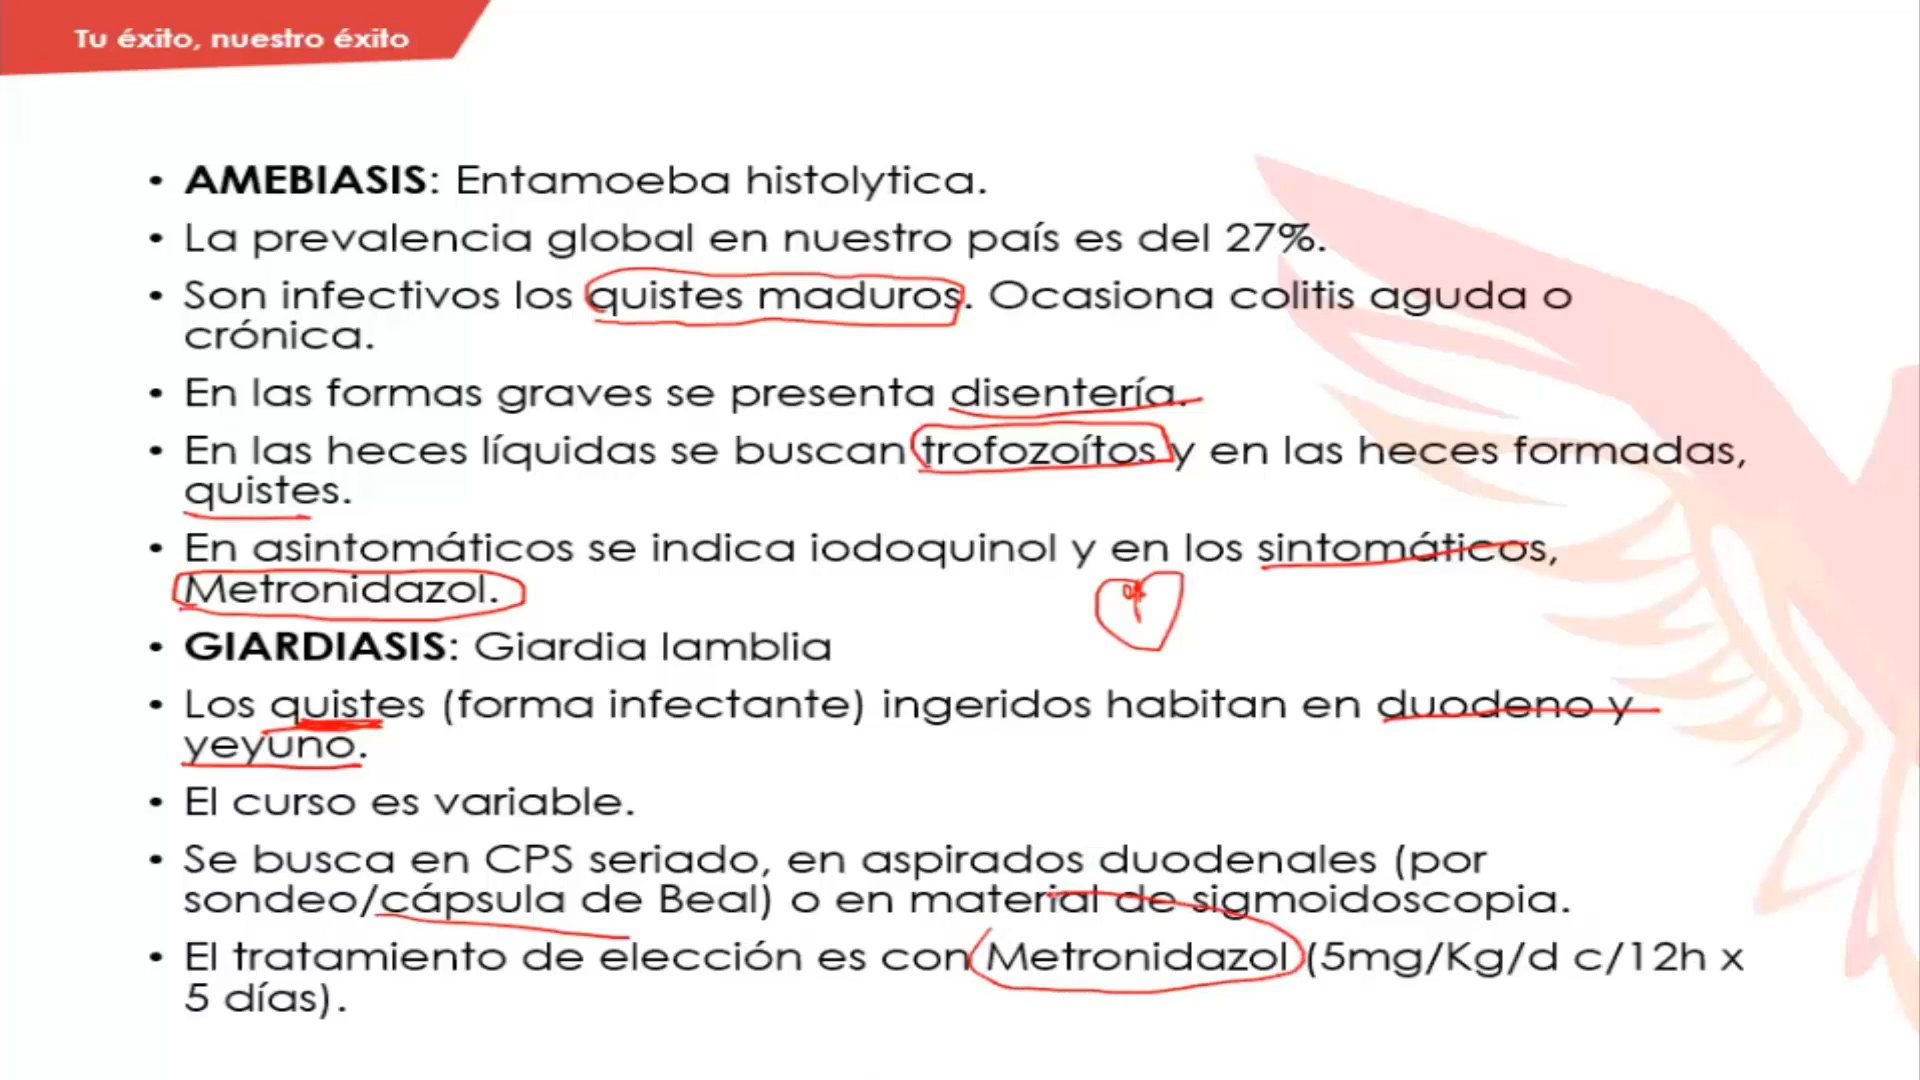 Tu éxito, nuestro éxito
• AMEBIASIS: Entamoeba histolytica.
• La prevalencia global en nuestro país es del 27%.
• Son infectivos los quistes maduros. Ocasiona colitis aguda o
crónica.
• En las formas graves se presenta disentería.
• En las heces líquidas se buscan trofozoítos y en las heces formadas,
quistes.
• En asintomáticos se indica iodoquinol y en los sintomáticos,
Metronidazol.
• GIARDIASIS: Giardia lamblia
• Los quistes (forma infectante) ingeridos habitan en duodeno y
yeyuno.
• El curso es variable.
• Se busca en CPS seriado, en aspirados duodenales (por
sondeo/cápsula de Beal) o en material de sigmoidoscopia.
• El tratamiento de elección es con Metronidazol (5mg/Kg/d c/12h x
5 días).